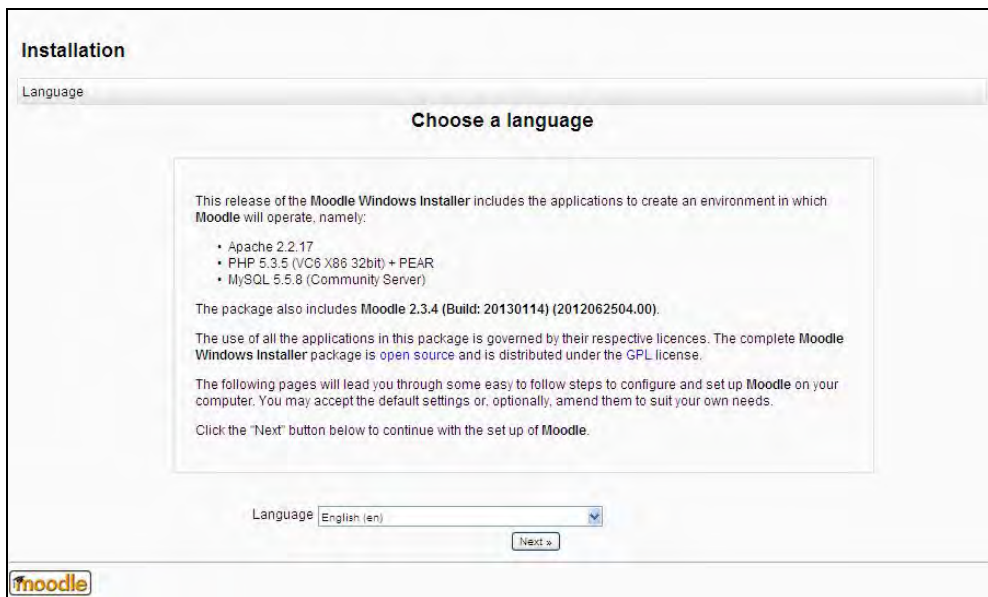 Installation
Language
Choose a language
This release of the Moodle Windows Installer includes the applications to create an environment in which
Moodle will operate, namely:
• Apache 2.2.17
• PHP 5.3.5 (VC6 X86 32bit) + PEAR
• MySQL 5.5.8 (Community Server)
The package also includes Moodle 2.3.4 (Build: 20130114) (2012062504.00).
The use of all the applications in this package is governed by their respective licences. The complete Moodle
Windows Installer package is open source and is distributed under the GPL license.
The following pages will lead you through some easy to follow steps to configure and set up Moodle on your
computer. You may accept the default settings or, optionally, amend them to suit your own needs.
Click the "Next" button below to continue with the set up of Moodle.
Language English (en)
Next »
moodle